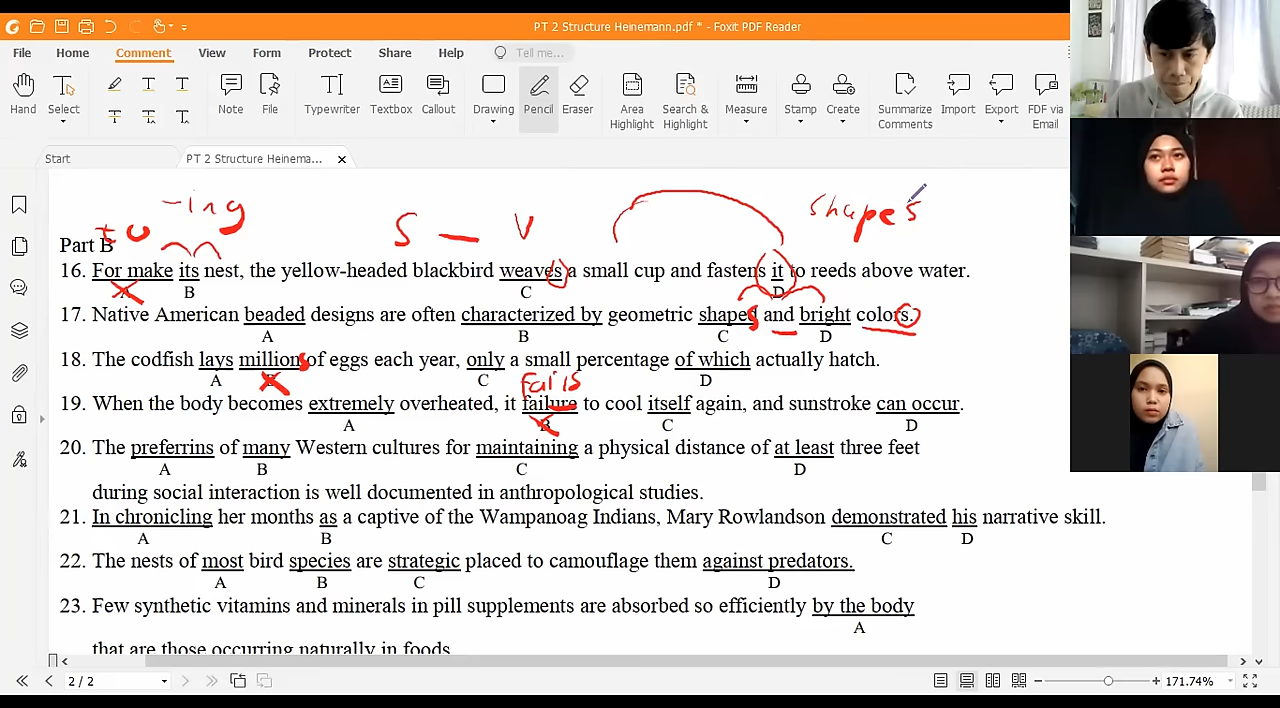 PT 2 Structure Heinemann.pdf * - Foxit PDF Reader
File Home Comment View Form Protect Share Help Tell me...
Hand Select Note File Typewriter Textbox Callout Drawing Pencil Eraser Area Highlight Search & Highlight Measure Stamp Create Summarize Comments Import Export FDF via Email
Start PT 2 Structure Heinema...
-ing
to S V shapes
Part B
16. For make its nest, the yellow-headed blackbird weaves a small cup and fastens it to reeds above water.
A B C D
17. Native American beaded designs are often characterized by geometric shapes and bright colors.
A B C D
18. The codfish lays millions of eggs each year, only a small percentage of which actually hatch.
A B C D
fails
19. When the body becomes extremely overheated, it failure to cool itself again, and sunstroke can occur.
A B C D
20. The preferrins of many Western cultures for maintaining a physical distance of at least three feet
A B C D
during social interaction is well documented in anthropological studies.
21. In chronicling her months as a captive of the Wampanoag Indians, Mary Rowlandson demonstrated his narrative skill.
A B C D
22. The nests of most bird species are strategic placed to camouflage them against predators.
A B C D
23. Few synthetic vitamins and minerals in pill supplements are absorbed so efficiently by the body
A
that are those occurring naturally in foods
2 / 2 171.74%